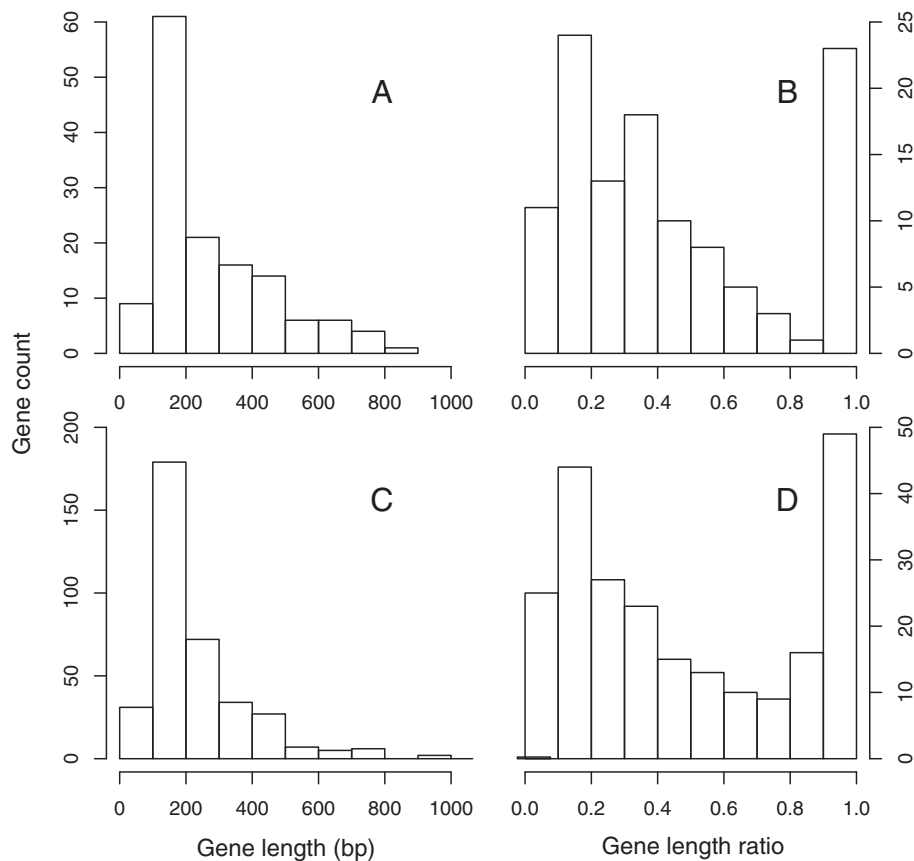 A
0 10 20 30 40 50 60
0 200 400 600 800 1000
B
0 5 10 15 20 25
0.0 0.2 0.4 0.6 0.8 1.0
Gene count
C
0 50 100 150 200
0 200 400 600 800 1000
Gene length (bp)
D
0 10 20 30 40 50
0.0 0.2 0.4 0.6 0.8 1.0
Gene length ratio